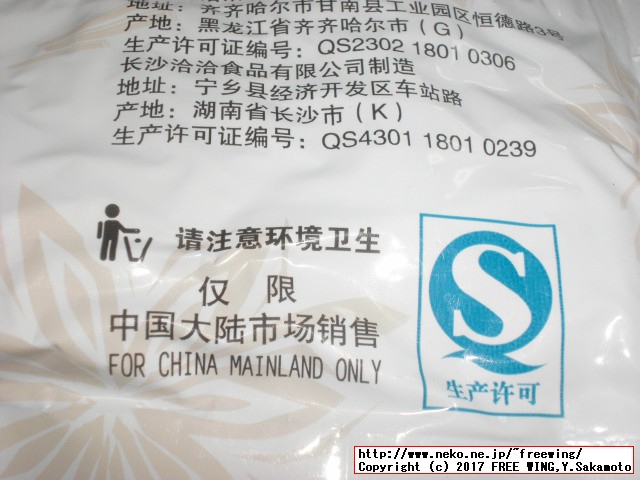 地址：齐齐哈尔市甘南县工业园区恒德路3号
产地：黑龙江省齐齐哈尔市（G）
生产许可证编号：QS2302 1801 0306
长沙洽洽食品有限公司制造
地址：宁乡县经济开发区车站路
产地：湖南省长沙市（K）
生产许可证编号：QS4301 1801 0239
请注意环境卫生
仅 限
中国大陆市场销售
FOR CHINA MAINLAND ONLY
S
生产许可
http://www.neko.ne.jp/~freewing/
Copyright (c) 2017 FREE WING,Y.Sakamoto